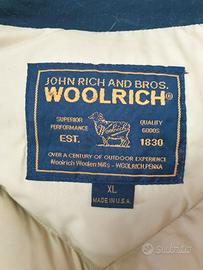 JOHN RICH AND BROS.
WOOLRICH®
SUPERIOR PERFORMANCE
QUALITY GOODS
Woolrich
EST. 1830
OVER A CENTURY OF OUTDOOR EXPERIENCE
Woolrich Woolen Mills - WOOLRICH, PENNA
XL
MADE IN U.S.A.
Subito